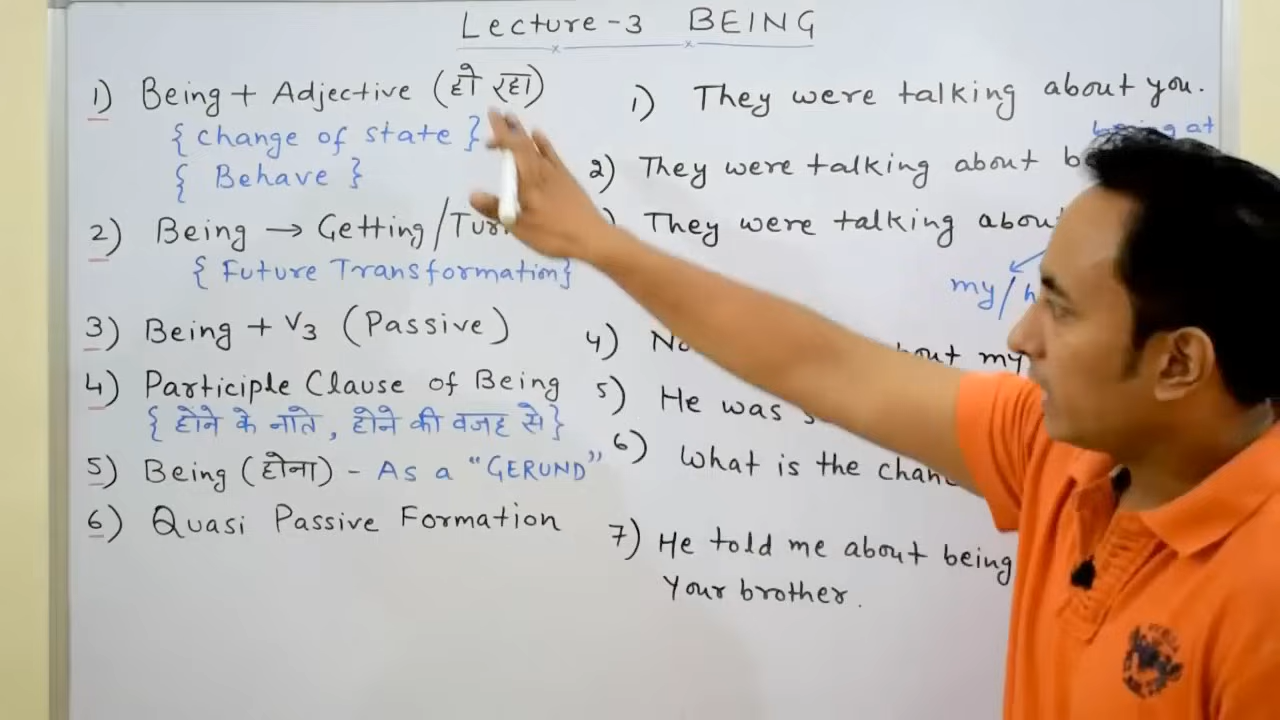 Lecture-3 BEING
1) Being + Adjective (हो रहा)
{ change of state }
{ Behave }
2) Being → Getting/
{ Future Transformation }
3) Being + V3 (Passive)
4) Participle Clause of Being
{ होने के नाते, होने की वजह से }
5) Being (होना) - As a "GERUND"
6) Quasi Passive Formation
1) They were talking about you.
at
2) They were talking about
They were talking
my/
4)
my
5) He was
6) What is the
7) He told me about being
Your brother.